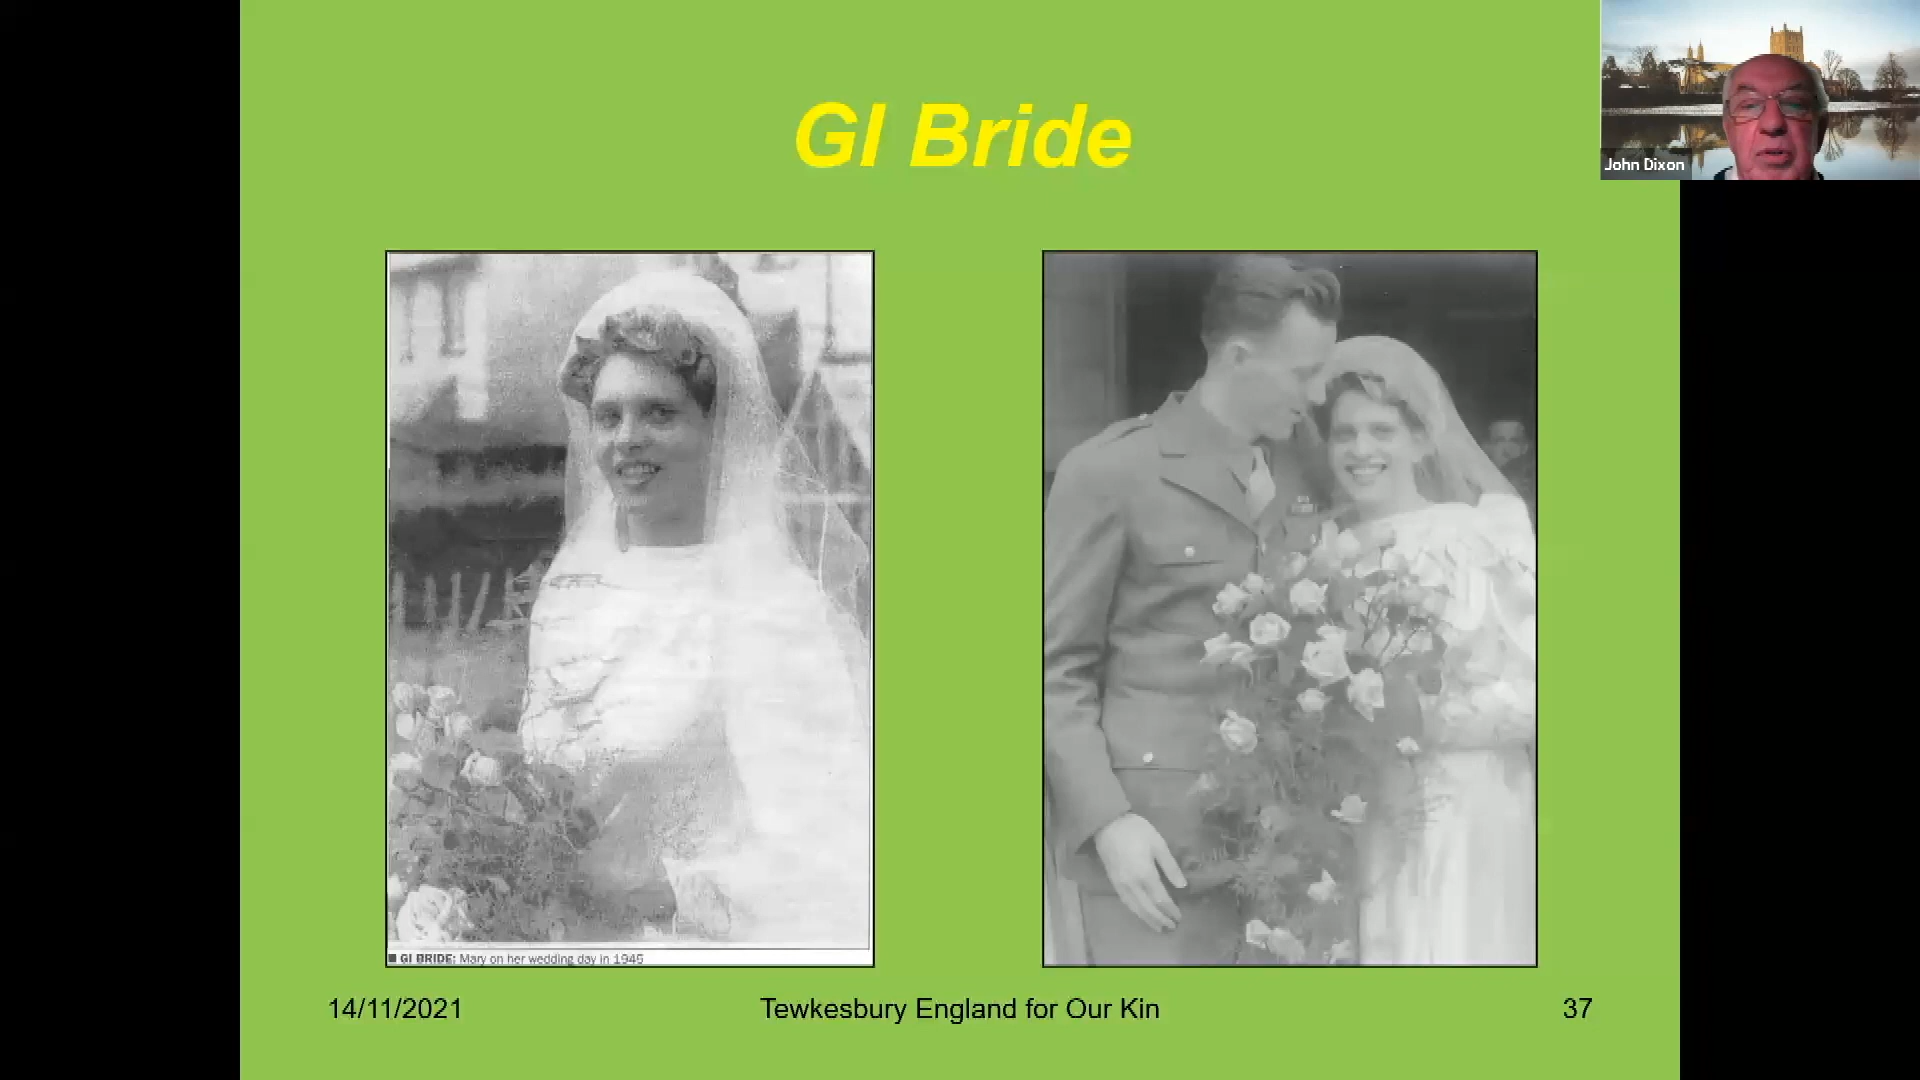 GI Bride
John Dixon
■ GI BRIDE: Mary on her wedding day in 1945
14/11/2021
Tewkesbury England for Our Kin
37